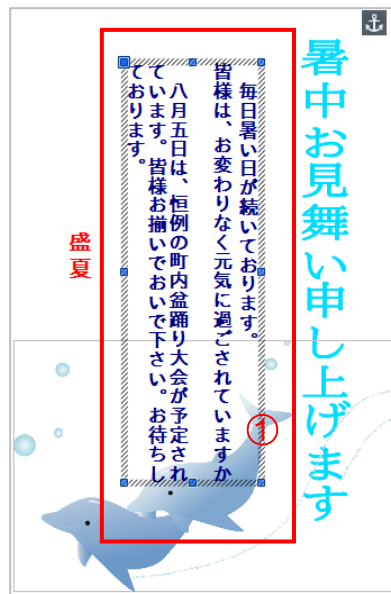 暑中お見舞い申し上げます
毎日暑い日が続いております。
皆様は、お変わりなく元気に過ごされていますか
八月五日は、恒例の町内盆踊り大会が予定され
ています。皆様お揃いでおいで下さい。お待ちし
ております。
盛夏
①